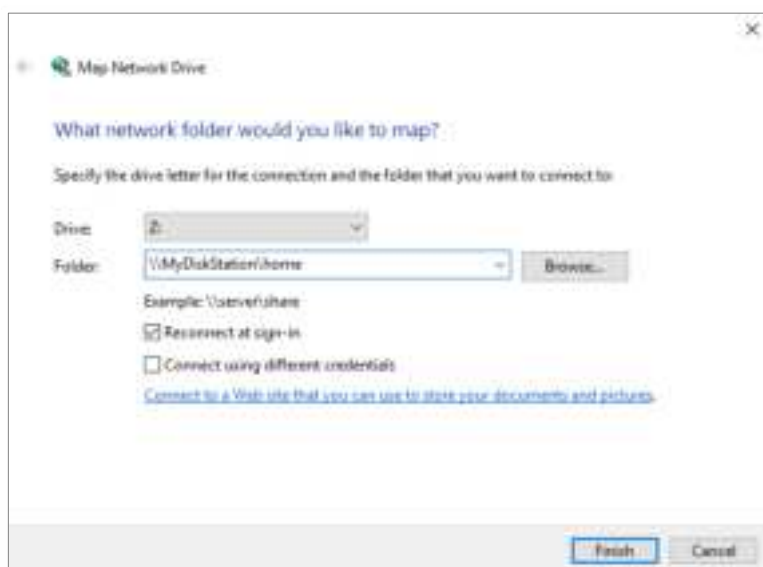 Map Network Drive
What network folder would you like to map?
Specify the drive letter for the connection and the folder that you want to connect to:
Drive: Z:
Folder: \\MyDiskStation\home Browse...
Example: \\server\share
Reconnect at sign-in
Connect using different credentials
Connect to a Web site that you can use to store your documents and pictures.
Finish Cancel